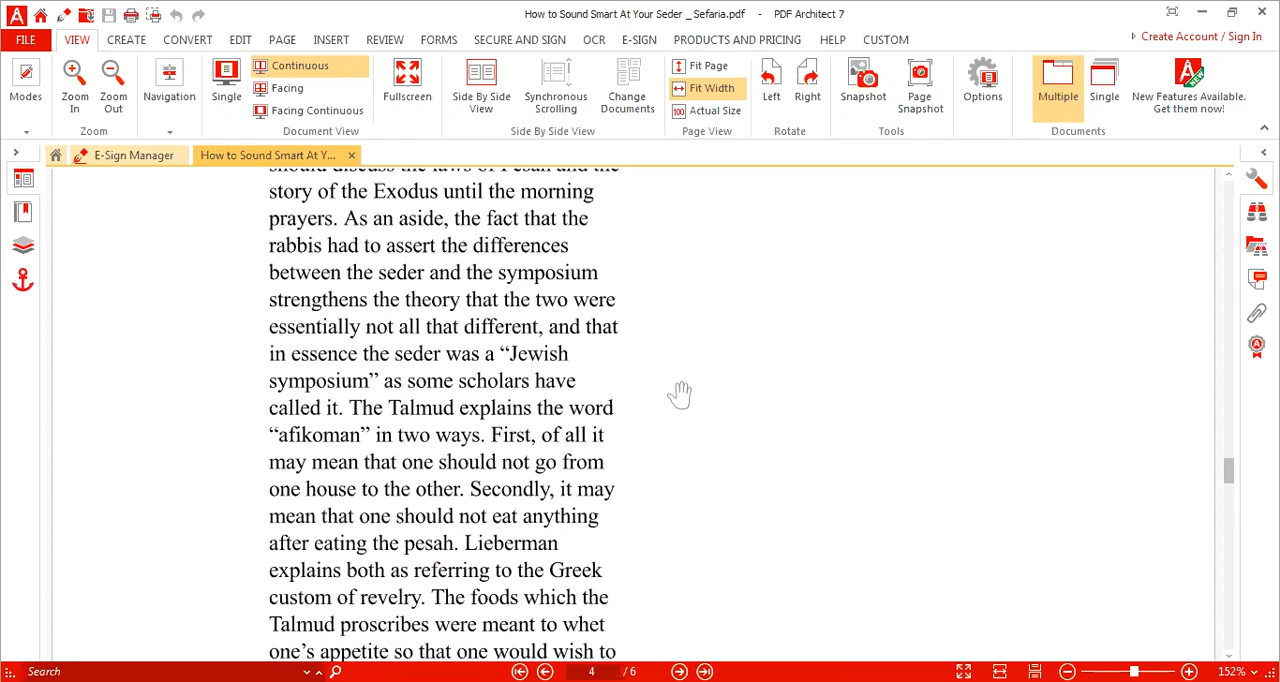 How to Sound Smart At Your Seder _ Sefaria.pdf - PDF Architect 7
FILE VIEW CREATE CONVERT EDIT PAGE INSERT REVIEW FORMS SECURE AND SIGN OCR E-SIGN PRODUCTS AND PRICING HELP CUSTOM Create Account / Sign In
Modes
Zoom In
Zoom Out
Zoom
Navigation
Single
Continuous
Facing
Facing Continuous
Document View
Fullscreen
Side By Side View
Synchronous Scrolling
Change Documents
Side By Side View
Fit Page
Fit Width
100 Actual Size
Page View
Left
Right
Rotate
Snapshot
Page Snapshot
Tools
Options
Multiple
Single
Documents
NEW
New Features Available. Get them now!
E-Sign Manager
How to Sound Smart At Y...
should discuss the laws of Pesah and the
story of the Exodus until the morning
prayers. As an aside, the fact that the
rabbis had to assert the differences
between the seder and the symposium
strengthens the theory that the two were
essentially not all that different, and that
in essence the seder was a “Jewish
symposium” as some scholars have
called it. The Talmud explains the word
“afikoman” in two ways. First, of all it
may mean that one should not go from
one house to the other. Secondly, it may
mean that one should not eat anything
after eating the pesah. Lieberman
explains both as referring to the Greek
custom of revelry. The foods which the
Talmud proscribes were meant to whet
one’s appetite so that one would wish to
Search
4 / 6
152%